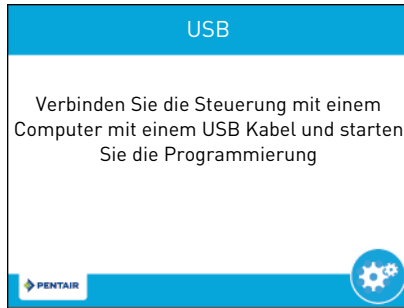 USB
Verbinden Sie die Steuerung mit einem
Computer mit einem USB Kabel und starten
Sie die Programmierung
PENTAIR